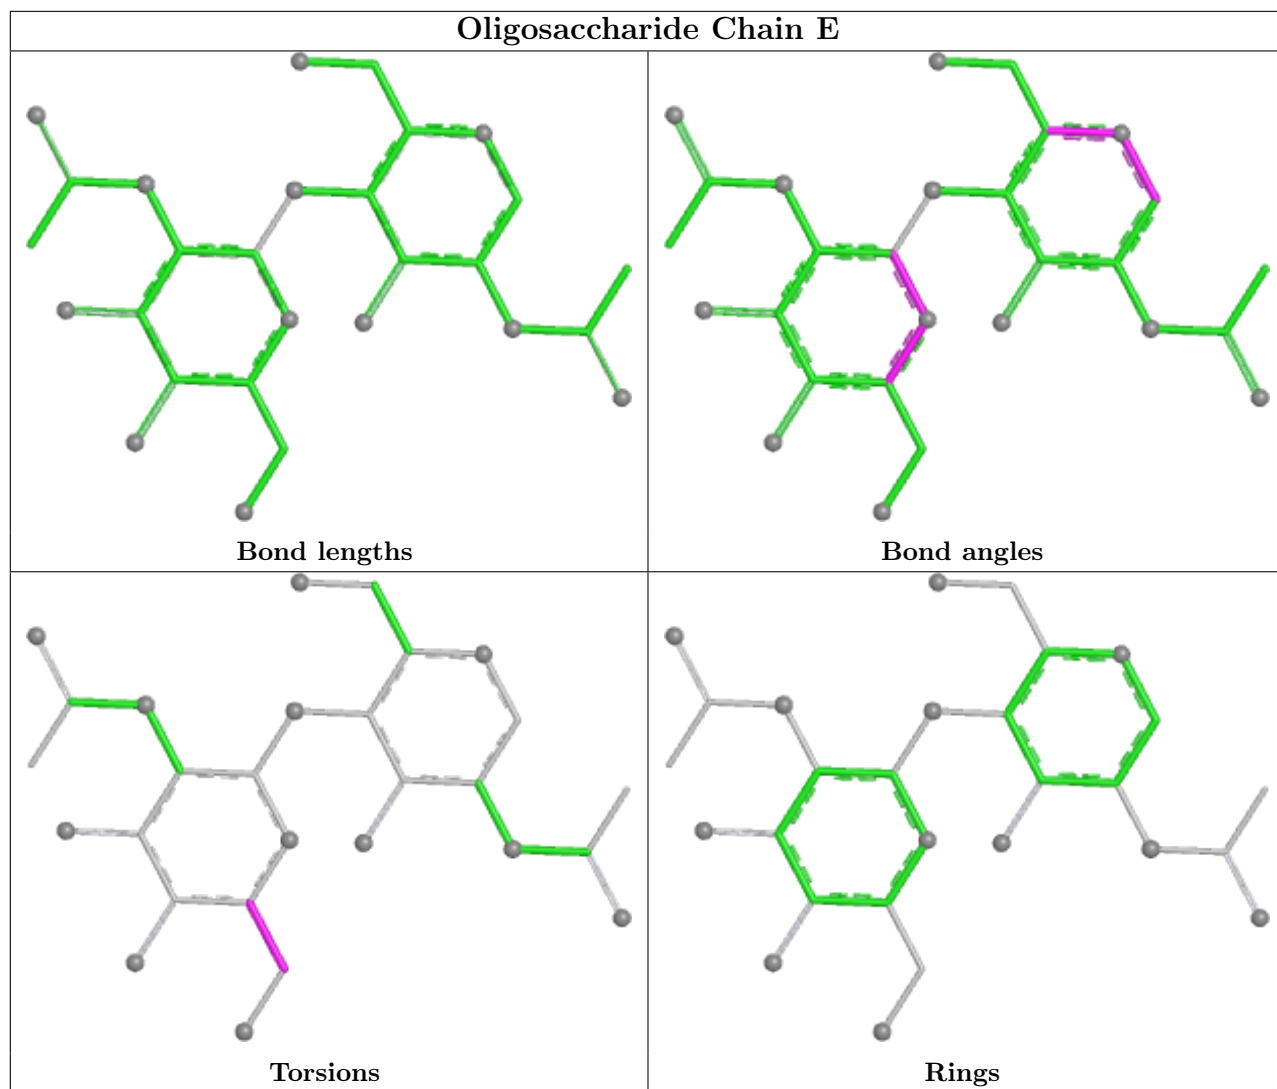 Oligosaccharide Chain E
Bond lengths
Bond angles
Torsions
Rings